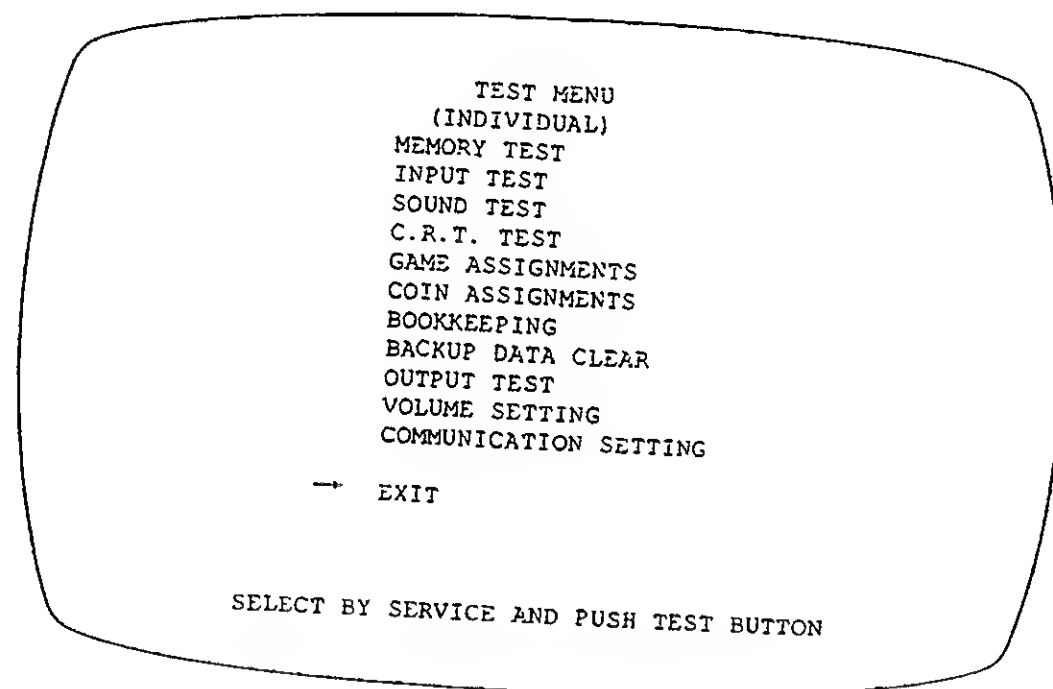 TEST MENU
(INDIVIDUAL)
MEMORY TEST
INPUT TEST
SOUND TEST
C.R.T. TEST
GAME ASSIGNMENTS
COIN ASSIGNMENTS
BOOKKEEPING
BACKUP DATA CLEAR
OUTPUT TEST
VOLUME SETTING
COMMUNICATION SETTING
→ EXIT
SELECT BY SERVICE AND PUSH TEST BUTTON